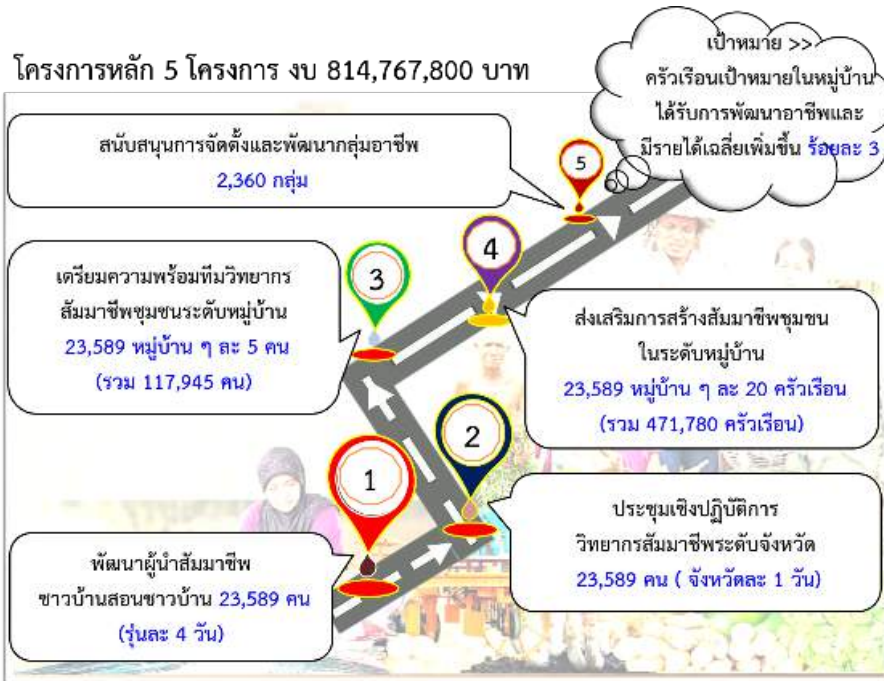 โครงการหลัก 5 โครงการ งบ 814,767,800 บาท
เป้าหมาย >>
ครัวเรือนเป้าหมายในหมู่บ้าน
ได้รับการพัฒนาอาชีพและ
มีรายได้เฉลี่ยเพิ่มขึ้น ร้อยละ 3
สนับสนุนการจัดตั้งและพัฒนากลุ่มอาชีพ
2,360 กลุ่ม
5
4
3
เตรียมความพร้อมทีมวิทยากร
สัมมาชีพชุมชนระดับหมู่บ้าน
23,589 หมู่บ้าน ๆ ละ 5 คน
(รวม 117,945 คน)
ส่งเสริมการสร้างสัมมาชีพชุมชน
ในระดับหมู่บ้าน
23,589 หมู่บ้าน ๆ ละ 20 ครัวเรือน
(รวม 471,780 ครัวเรือน)
2
1
ประชุมเชิงปฏิบัติการ
วิทยากรสัมมาชีพระดับจังหวัด
23,589 คน ( จังหวัดละ 1 วัน)
พัฒนาผู้นำสัมมาชีพ
ชาวบ้านสอนชาวบ้าน 23,589 คน
(รุ่นละ 4 วัน)